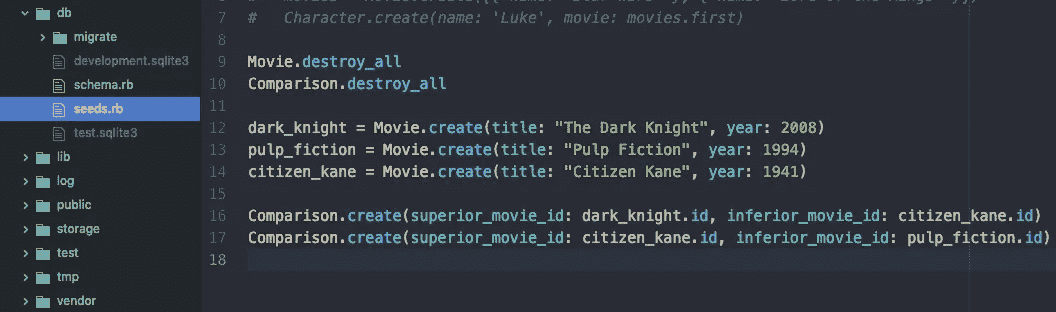 db
migrate
development.sqlite3
schema.rb
seeds.rb
test.sqlite3
lib
log
public
storage
test
tmp
vendor
7 #   Character.create(name: 'Luke', movie: movies.first)
8
9 Movie.destroy_all
10 Comparison.destroy_all
11
12 dark_knight = Movie.create(title: "The Dark Knight", year: 2008)
13 pulp_fiction = Movie.create(title: "Pulp Fiction", year: 1994)
14 citizen_kane = Movie.create(title: "Citizen Kane", year: 1941)
15
16 Comparison.create(superior_movie_id: dark_knight.id, inferior_movie_id: citizen_kane.id)
17 Comparison.create(superior_movie_id: citizen_kane.id, inferior_movie_id: pulp_fiction.id)
18